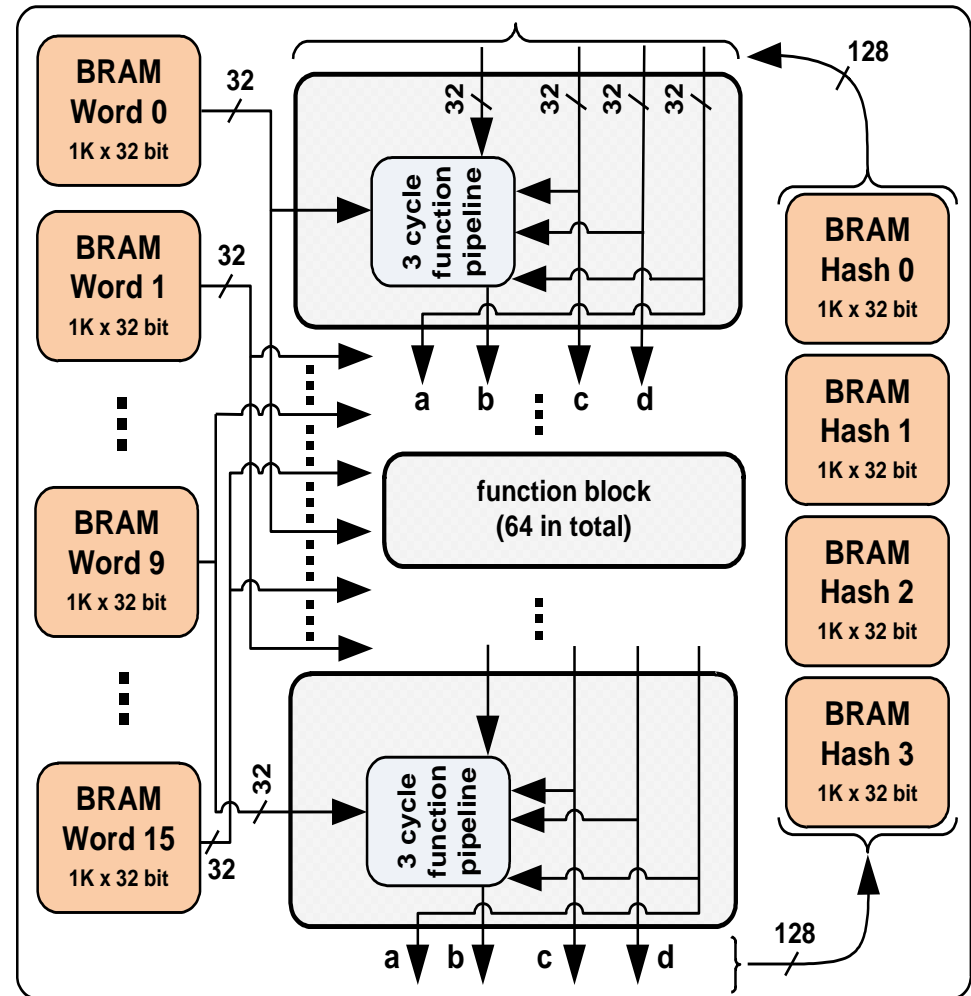 BRAM
Word 0
1K x 32 bit
32
BRAM
Word 1
1K x 32 bit
32
BRAM
Word 9
1K x 32 bit
BRAM
Word 15
1K x 32 bit
32
32
32
32
32
3 cycle
function
pipeline
a b c d
function block
(64 in total)
32
3 cycle
function
pipeline
a b c d
128
BRAM
Hash 0
1K x 32 bit
BRAM
Hash 1
1K x 32 bit
BRAM
Hash 2
1K x 32 bit
BRAM
Hash 3
1K x 32 bit
128